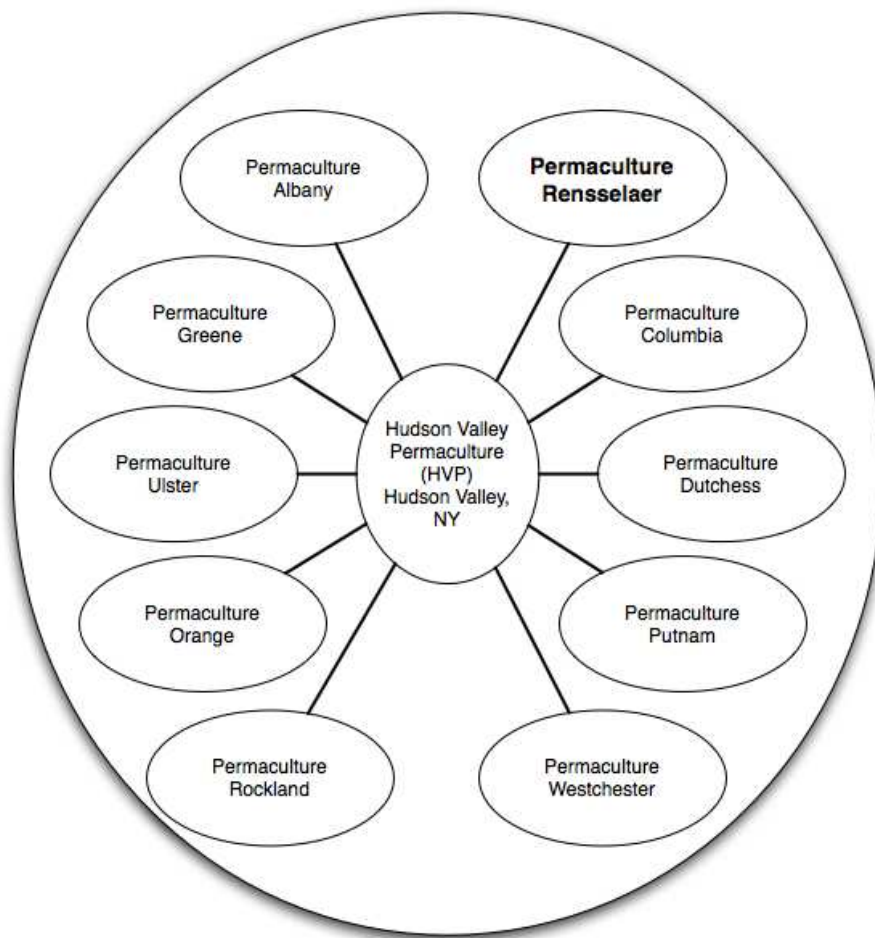 Permaculture
Albany
Permaculture
Rensselaer
Permaculture
Greene
Permaculture
Columbia
Hudson Valley
Permaculture
(HVP)
Hudson Valley,
NY
Permaculture
Ulster
Permaculture
Dutchess
Permaculture
Orange
Permaculture
Putnam
Permaculture
Rockland
Permaculture
Westchester